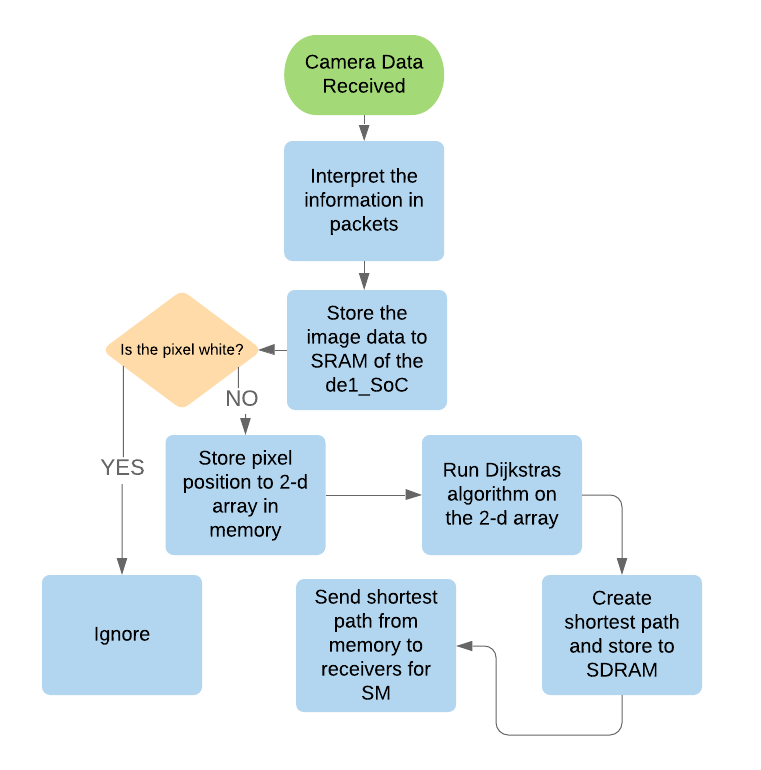 Camera Data
Received
Interpret the
information in
packets
Store the
image data to
SRAM of the
de1_SoC
Is the pixel white?
NO
YES
Store pixel
position to 2-d
array in
memory
Run Dijkstras
algorithm on
the 2-d array
Ignore
Send shortest
path from
memory to
receivers for
SM
Create
shortest path
and store to
SDRAM